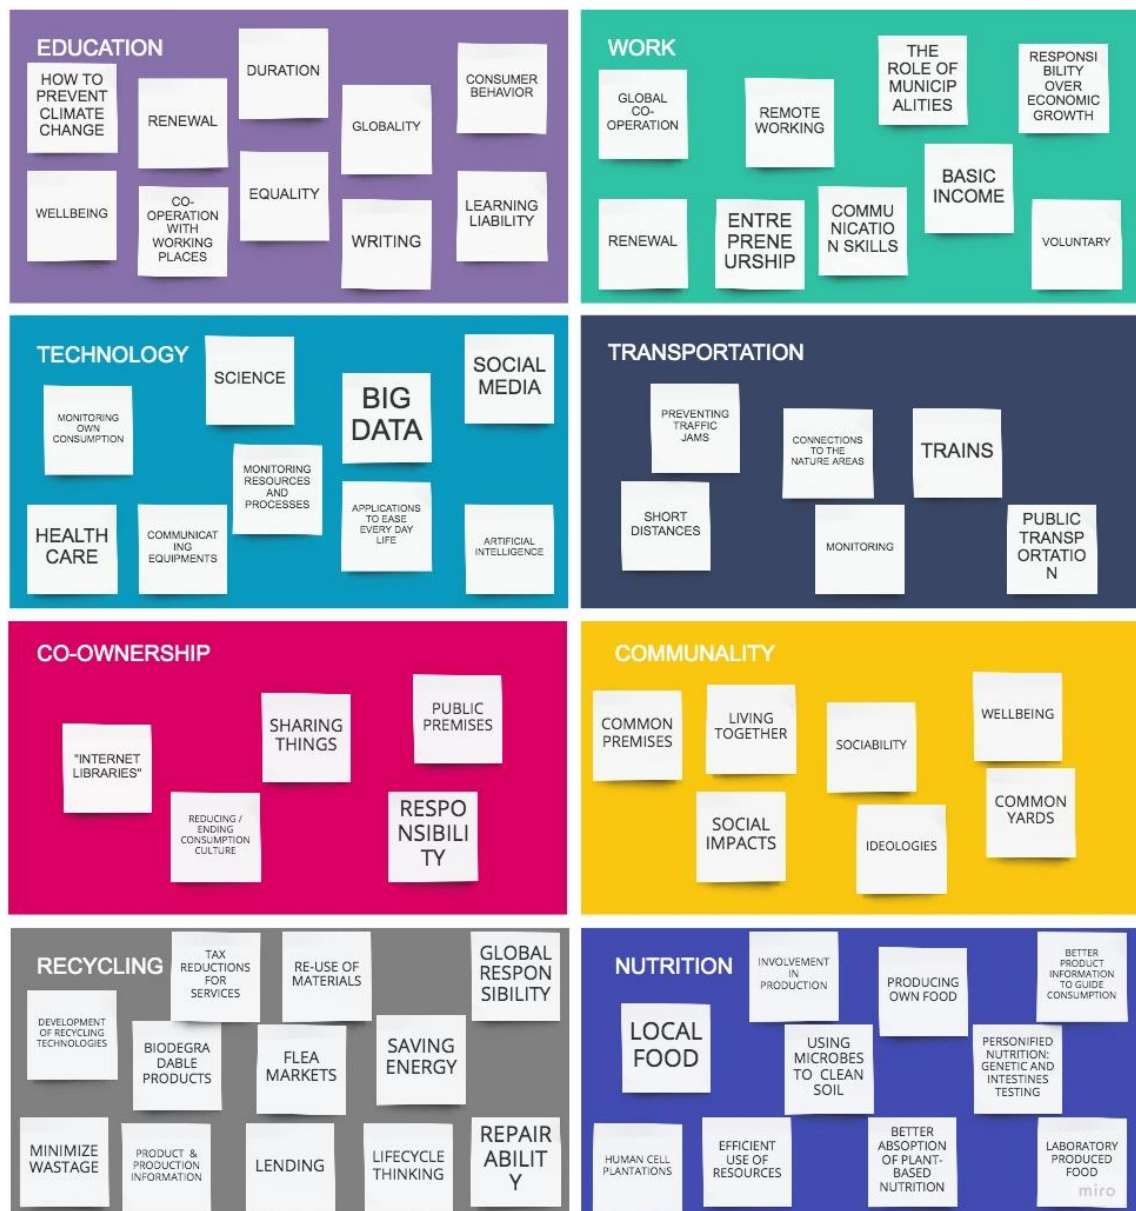 EDUCATION
HOW TO
PREVENT
CLIMATE
CHANGE
RENEWAL
DURATION
GLOBALITY
CONSUMER
BEHAVIOR
WELLBEING
CO-
OPERATION
WITH
WORKING
PLACES
EQUALITY
WRITING
LEARNING
LIABILITY
WORK
GLOBAL
CO-
OPERATION
REMOTE
WORKING
THE
ROLE OF
MUNICIP
ALITIES
RESPONSI
BILITY
OVER
ECONOMIC
GROWTH
RENEWAL
ENTRE
PRENE
URSHIP
COMMU
NICATIO
N SKILLS
BASIC
INCOME
VOLUNTARY
TECHNOLOGY
MONITORING
OWN
CONSUMPTION
SCIENCE
BIG
DATA
SOCIAL
MEDIA
HEALTH
CARE
COMMUNICAT
ING
EQUIPMENTS
MONITORING
RESOURCES
AND
PROCESSES
APPLICATIONS
TO EASE
EVERY DAY
LIFE
ARTIFICIAL
INTELLIGENCE
TRANSPORTATION
PREVENTING
TRAFFIC
JAMS
CONNECTIONS
TO THE
NATURE AREAS
TRAINS
SHORT
DISTANCES
MONITORING
PUBLIC
TRANSP
ORTATIO
N
CO-OWNERSHIP
"INTERNET
LIBRARIES"
SHARING
THINGS
PUBLIC
PREMISES
REDUCING /
ENDING
CONSUMPTION
CULTURE
RESPO
NSIBILI
TY
COMMUNALITY
COMMON
PREMISES
LIVING
TOGETHER
SOCIABILITY
WELLBEING
SOCIAL
IMPACTS
IDEOLOGIES
COMMON
YARDS
RECYCLING
TAX
REDUCTIONS
FOR
SERVICES
RE-USE OF
MATERIALS
GLOBAL
RESPON
SIBILITY
DEVELOPMENT
OF RECYCLING
TECHNOLOGIES
BIODEGRA
DABLE
PRODUCTS
FLEA
MARKETS
SAVING
ENERGY
MINIMIZE
WASTAGE
PRODUCT &
PRODUCTION
INFORMATION
LENDING
LIFECYCLE
THINKING
REPAIR
ABILIT
Y
NUTRITION
INVOLVEMENT
IN
PRODUCTION
PRODUCING
OWN FOOD
BETTER
PRODUCT
INFORMATION
TO GUIDE
CONSUMPTION
LOCAL
FOOD
USING
MICROBES
TO CLEAN
SOIL
PERSONIFIED
NUTRITION:
GENETIC AND
INTESTINES
TESTING
HUMAN CELL
PLANTATIONS
EFFICIENT
USE OF
RESOURCES
BETTER
ABSOPTION
OF PLANT-
BASED
NUTRITION
LABORATORY
PRODUCED
FOOD
miro